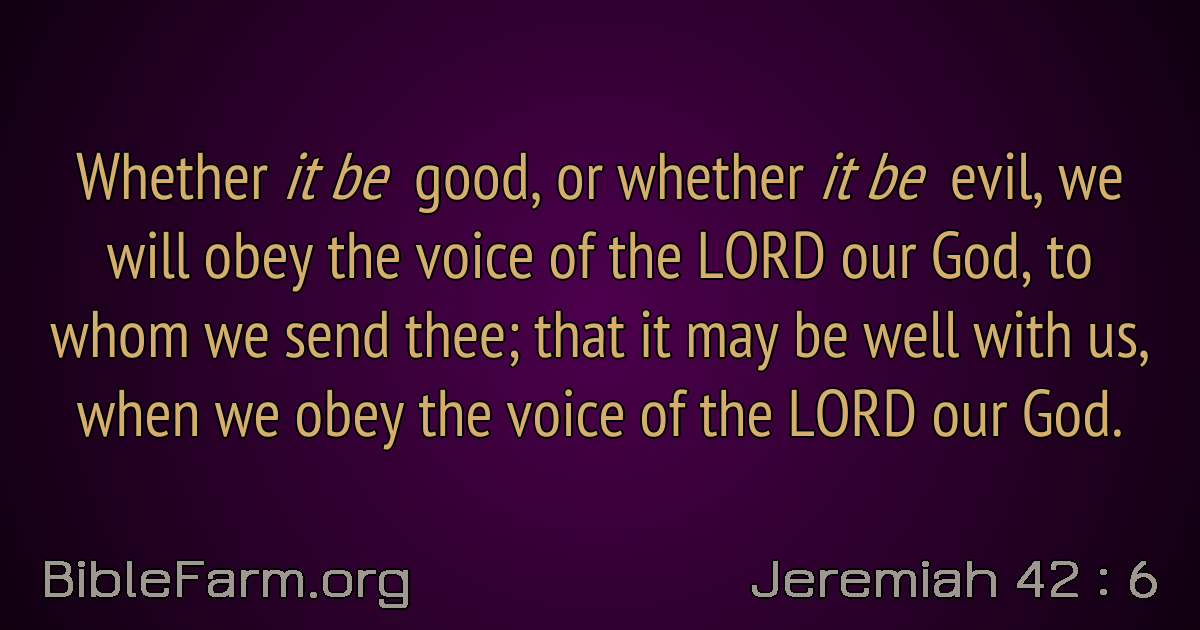 Whether it be good, or whether it be evil, we
will obey the voice of the LORD our God, to
whom we send thee; that it may be well with us,
when we obey the voice of the LORD our God.
BibleFarm.org
Jeremiah 42 : 6